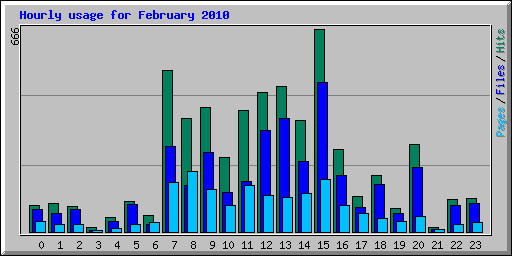 Hourly usage for February 2010
666
Pages / Files / Hits
0 1 2 3 4 5 6 7 8 9 10 11 12 13 14 15 16 17 18 19 20 21 22 23